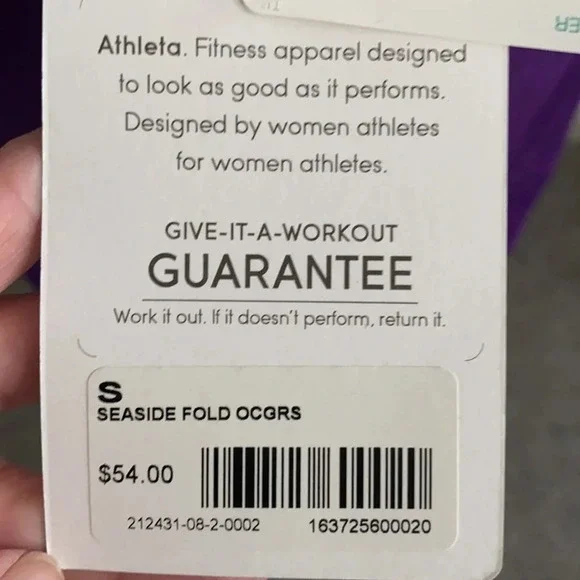 Athleta. Fitness apparel designed
to look as good as it performs.
Designed by women athletes
for women athletes.
GIVE-IT-A-WORKOUT
GUARANTEE
Work it out. If it doesn't perform, return it.
S
SEASIDE FOLD OCGRS
$54.00
212431-08-2-0002 163725600020